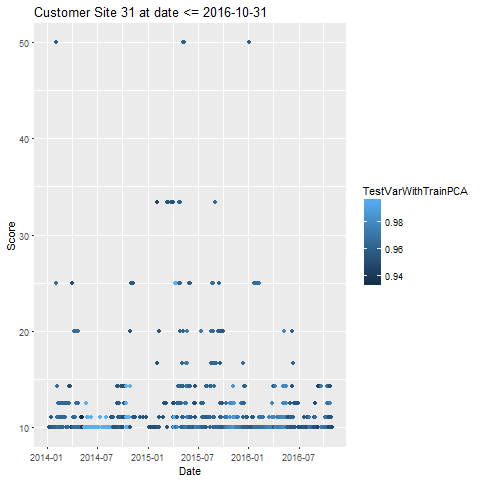 Customer Site 31 at date <= 2016-10-31
50
40
30
20
10
Score
2014-01 2014-07 2015-01 2015-07 2016-01 2016-07
Date
TestVarWithTrainPCA
0.98
0.96
0.94